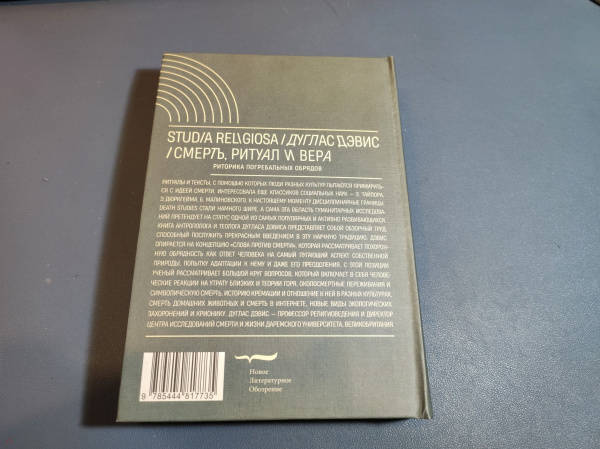 STUDIA RELIGIOSA / ДУГЛАС ДЭВИС
/ СМЕРТЬ, РИТУАЛ И ВЕРА
РИТОРИКА ПОГРЕБАЛЬНЫХ ОБРЯДОВ
РИТУАЛЫ И ТЕКСТЫ, С ПОМОЩЬЮ КОТОРЫХ ЛЮДИ РАЗНЫХ КУЛЬТУР ПЫТАЮТСЯ ПРИМИРИТЬ-
СЯ С ИДЕЕЙ СМЕРТИ, ИНТЕРЕСОВАЛИ ЕЩЕ КЛАССИКОВ СОЦИАЛЬНЫХ НАУК – Э. ТАЙЛОРА,
Э. ДЮРКГЕЙМА, Б. МАЛИНОВСКОГО. К НАСТОЯЩЕМУ МОМЕНТУ ДИСЦИПЛИНАРНЫЕ ГРАНИЦЫ
DEATH STUDIES СТАЛИ НАМНОГО ШИРЕ, А САМА ЭТА ОБЛАСТЬ ГУМАНИТАРНЫХ ИССЛЕДОВА-
НИЙ ПРЕТЕНДУЕТ НА СТАТУС ОДНОЙ ИЗ САМЫХ ПОПУЛЯРНЫХ И АКТИВНО РАЗВИВАЮЩИХСЯ.
КНИГА АНТРОПОЛОГА И ТЕОЛОГА ДУГЛАСА ДЭВИСА ПРЕДСТАВЛЯЕТ СОБОЙ ОБЗОРНЫЙ ТРУД,
СПОСОБНЫЙ ПОСЛУЖИТЬ ПРЕКРАСНЫМ ВВЕДЕНИЕМ В ЭТУ НАУЧНУЮ ТРАДИЦИЮ. ДЭВИС
ОПИРАЕТСЯ НА КОНЦЕПЦИЮ «СЛОВА ПРОТИВ СМЕРТИ», КОТОРАЯ РАССМАТРИВАЕТ ПОХОРОН-
НУЮ ОБРЯДНОСТЬ КАК ОТВЕТ ЧЕЛОВЕКА НА САМЫЙ ПУГАЮЩИЙ АСПЕКТ СОБСТВЕННОЙ
ПРИРОДЫ, ПОПЫТКУ АДАПТАЦИИ К НЕМУ И ДАЖЕ ЕГО ПРЕОДОЛЕНИЯ. С ЭТОЙ ПОЗИЦИИ
УЧЕНЫЙ РАССМАТРИВАЕТ БОЛЬШОЙ КРУГ ВОПРОСОВ, КОТОРЫЙ ВКЛЮЧАЕТ В СЕБЯ ЧЕЛОВЕ-
ЧЕСКИЕ РЕАКЦИИ НА УТРАТУ БЛИЗКИХ И ТЕОРИИ ГОРЯ, ОКОЛОСМЕРТНЫЕ ПЕРЕЖИВАНИЯ И
СИМВОЛИЧЕСКУЮ СМЕРТЬ, ИСТОРИЮ КРЕМАЦИИ И ОТНОШЕНИЕ К НЕЙ В РАЗНЫХ КУЛЬТУРАХ,
СМЕРТЬ ДОМАШНИХ ЖИВОТНЫХ И СМЕРТЬ В ИНТЕРНЕТЕ, НОВЫЕ ВИДЫ ЭКОЛОГИЧЕСКИХ
ЗАХОРОНЕНИЙ И КРИОНИКУ. ДУГЛАС ДЭВИС – ПРОФЕССОР РЕЛИГИОВЕДЕНИЯ И ДИРЕКТОР
ЦЕНТРА ИССЛЕДОВАНИЙ СМЕРТИ И ЖИЗНИ ДАРЕМСКОГО УНИВЕРСИТЕТА, ВЕЛИКОБРИТАНИЯ.
Новое
Литературное
Обозрение
9 785444 817735